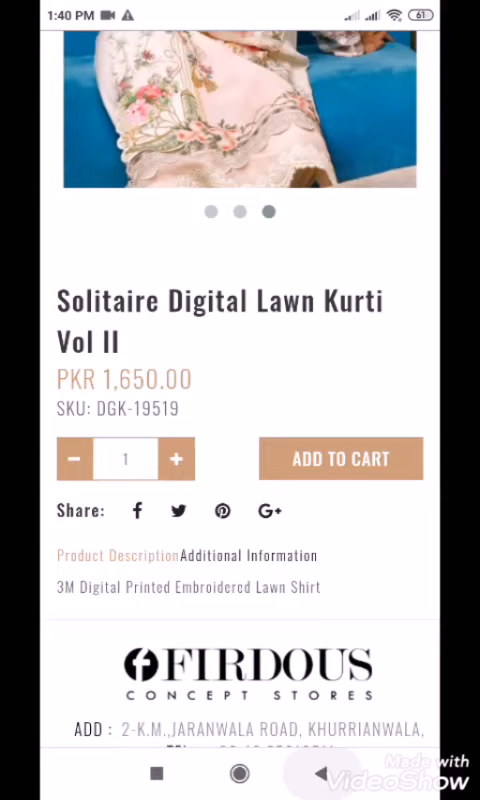 1:40 PM
61
Solitaire Digital Lawn Kurti
Vol II
PKR 1,650.00
SKU: DGK-19519
1
ADD TO CART
Share:
Product Description Additional Information
3M Digital Printed Embroidered Lawn Shirt
FIRDOUS
CONCEPT STORES
ADD : 2-K.M.,JARANWALA ROAD, KHURRIANWALA,
Made with
VideoShow